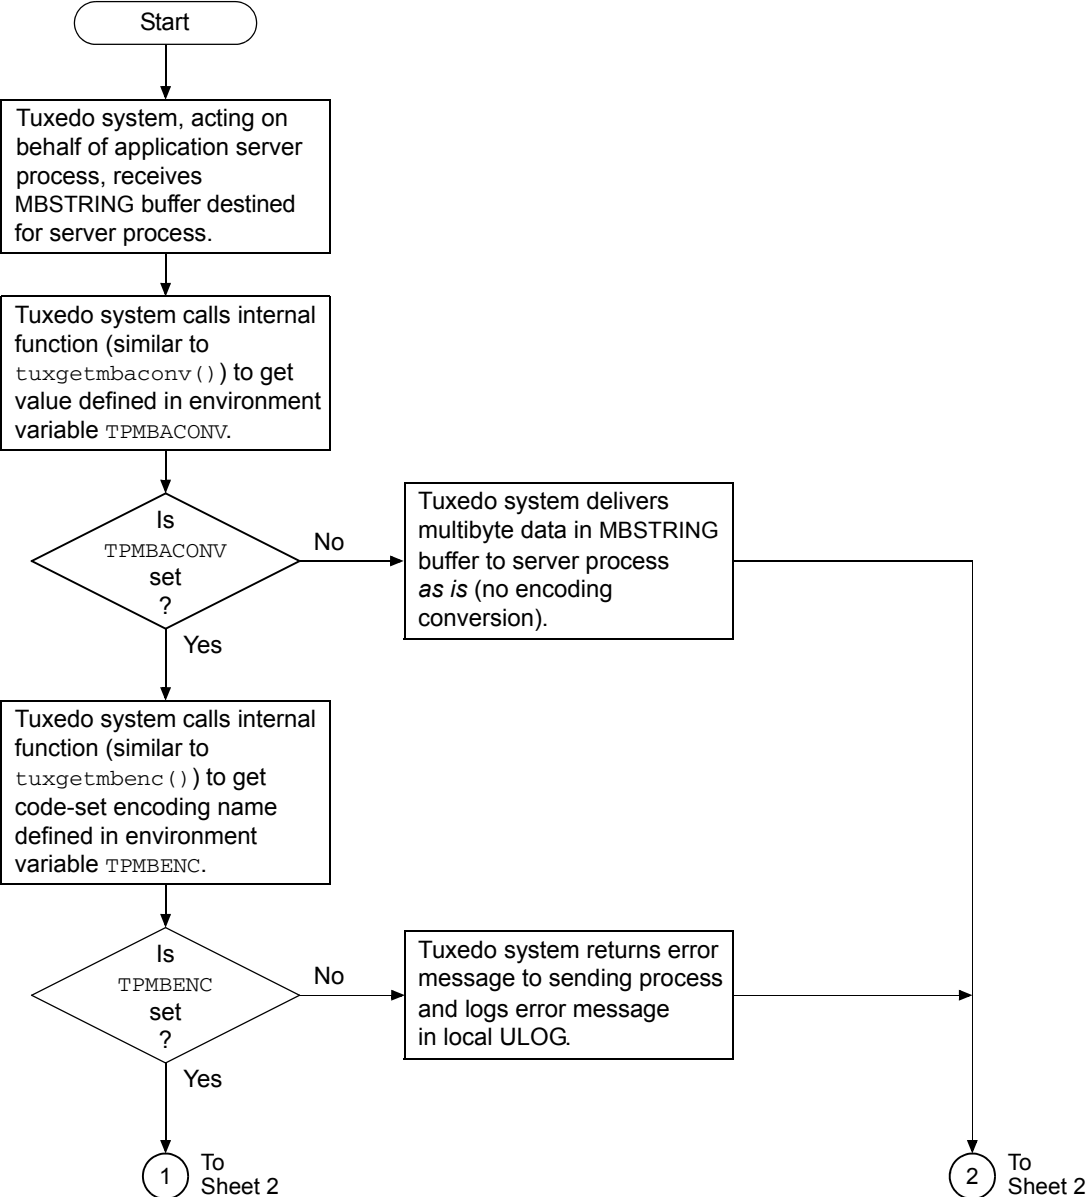 Start
Tuxedo system, acting on
behalf of application server
process, receives
MBSTRING buffer destined
for server process.
Tuxedo system calls internal
function (similar to
tuxgetmbaconv()) to get
value defined in environment
variable TPMBACONV.
Is
TPMBACONV
set
?
No
Yes
Tuxedo system delivers
multibyte data in MBSTRING
buffer to server process
as is (no encoding
conversion).
Tuxedo system calls internal
function (similar to
tuxgetmbenc()) to get
code-set encoding name
defined in environment
variable TPMBENC.
Is
TPMBENC
set
?
No
Yes
Tuxedo system returns error
message to sending process
and logs error message
in local ULOG.
1
To
Sheet 2
2
To
Sheet 2